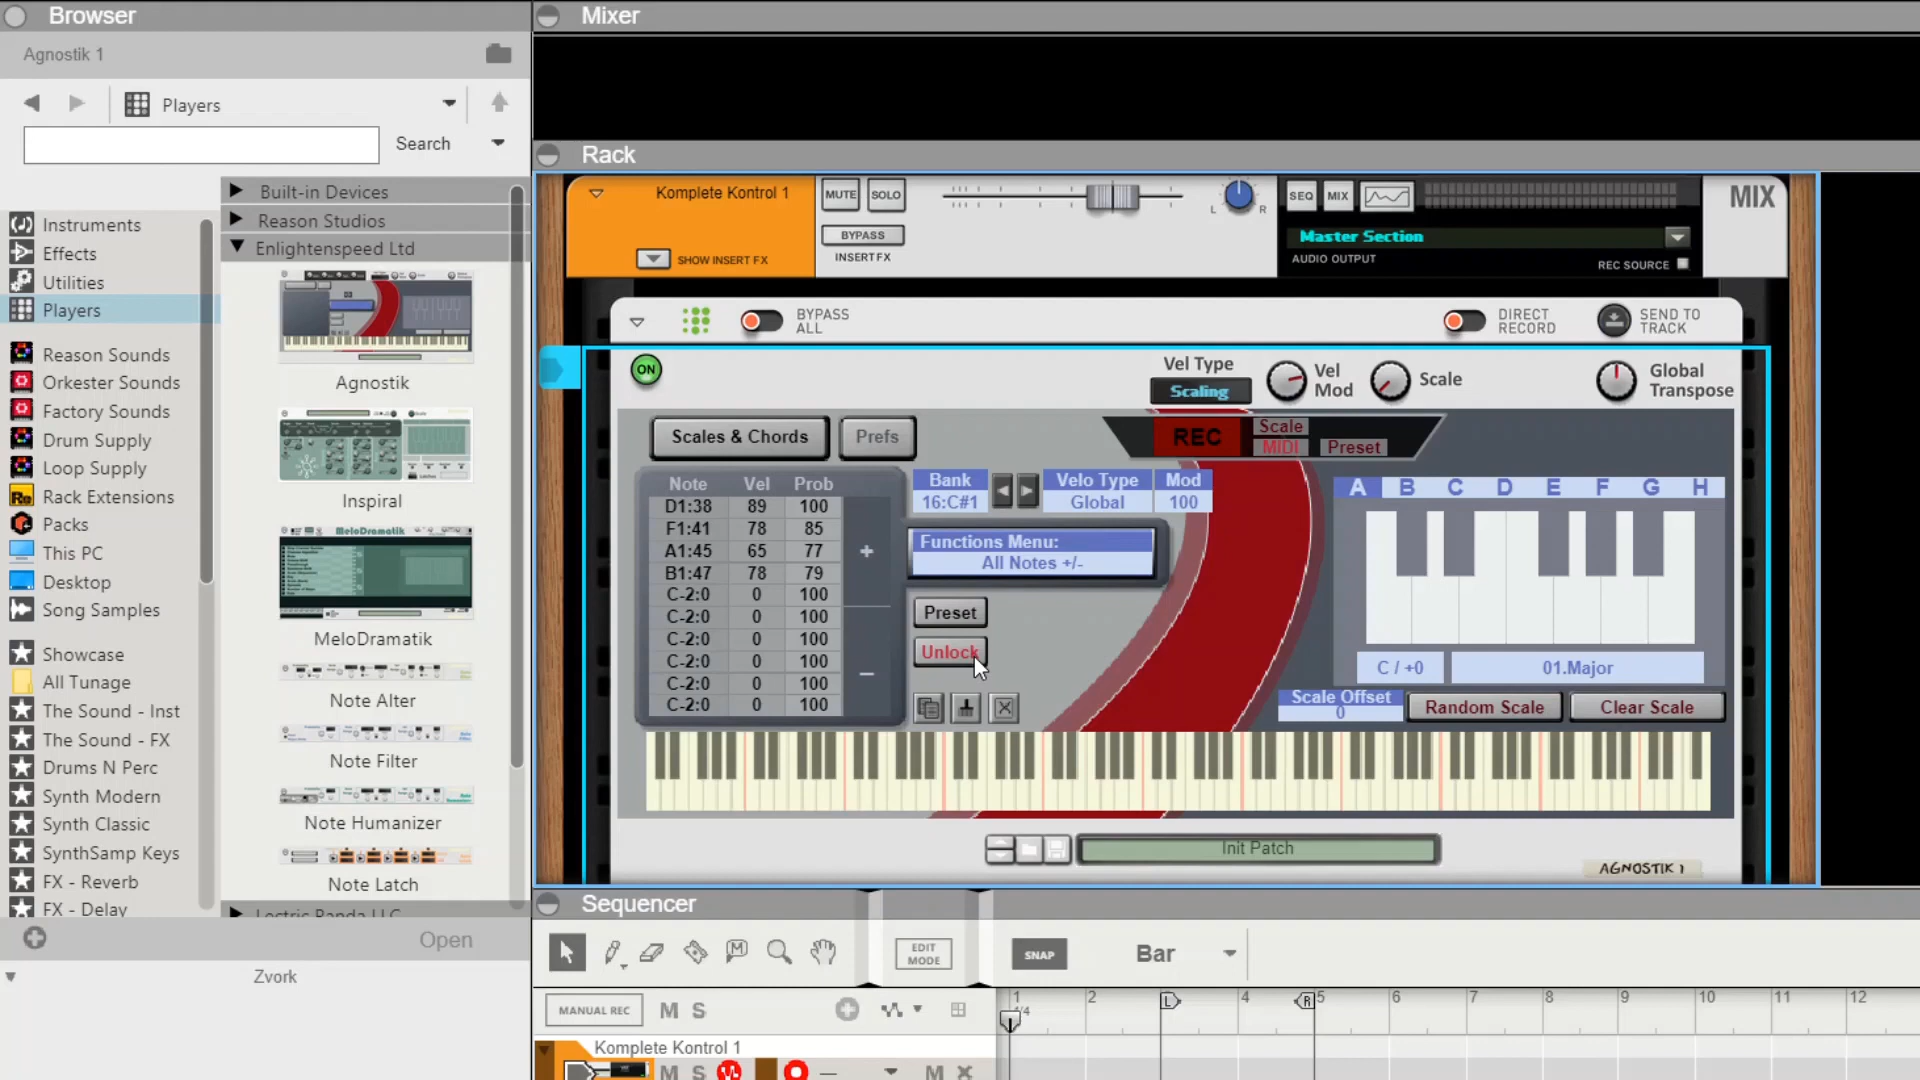 Browser
Agnostik 1
Players
Search
Built-in Devices
Reason Studios
Enlightenspeed Ltd
Instruments
Effects
Utilities
Players
Reason Sounds
Orkester Sounds
Factory Sounds
Drum Supply
Loop Supply
Rack Extensions
Packs
This PC
Desktop
Song Samples
Showcase
All Tunage
The Sound - Inst
The Sound - FX
Drums N Perc
Synth Modern
Synth Classic
SynthSamp Keys
FX - Reverb
FX - Delay
Agnostik
Inspiral
MeloDramatik
MeloDramatik
Note Alter
Note Filter
Note Humanizer
Note Latch
Open
Zvork
Mixer
Rack
Komplete Kontrol 1
SHOW INSERT FX
MUTE SOLO
BYPASS
INSERT FX
L R
SEQ MIX
MIX
Master Section
AUDIO OUTPUT
REC SOURCE
BYPASS ALL
DIRECT RECORD
SEND TO TRACK
ON
Vel Type
Scaling
Vel Mod
Scale
Global Transpose
Scales & Chords
Prefs
REC
Scale
MIDI
Preset
Note Vel Prob
D1:38 89 100
F1:41 78 85
A1:45 65 77
B1:47 78 79
C-2:0 0 100
C-2:0 0 100
C-2:0 0 100
C-2:0 0 100
C-2:0 0 100
C-2:0 0 100
+
−
Bank
16:C#1
Velo Type
Global
Mod
100
Functions Menu:
All Notes +/-
Preset
Unlock
A B C D E F G H
C / +0
01.Major
Scale Offset
0
Random Scale
Clear Scale
Init Patch
AGNOSTIK 1
Sequencer
EDIT MODE
SNAP
Bar
MANUAL REC
M S
1 2 L 4 R 5 6 7 8 9 10 11 12
/4
Komplete Kontrol 1
M S
M